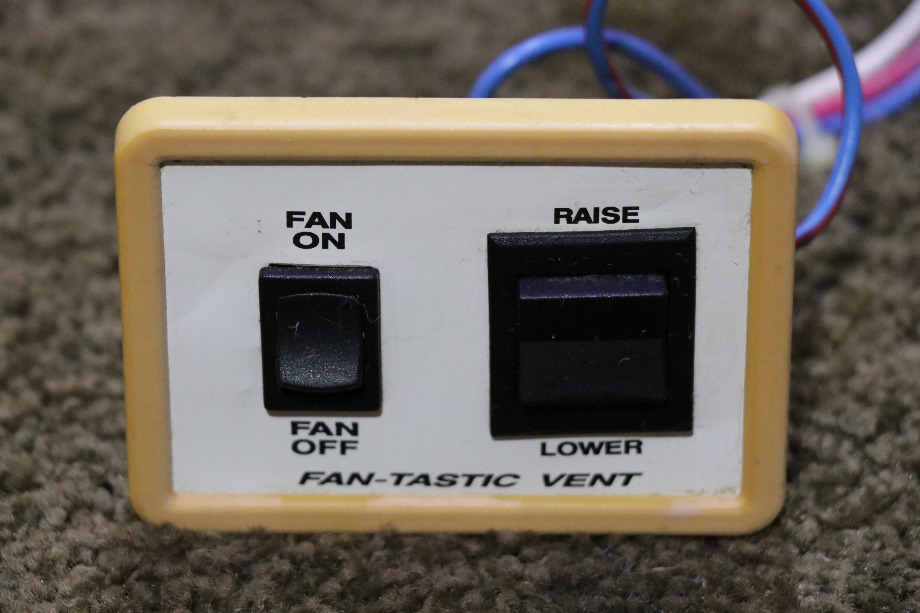 FAN
ON
RAISE
FAN
OFF
LOWER
FAN-TASTIC VENT